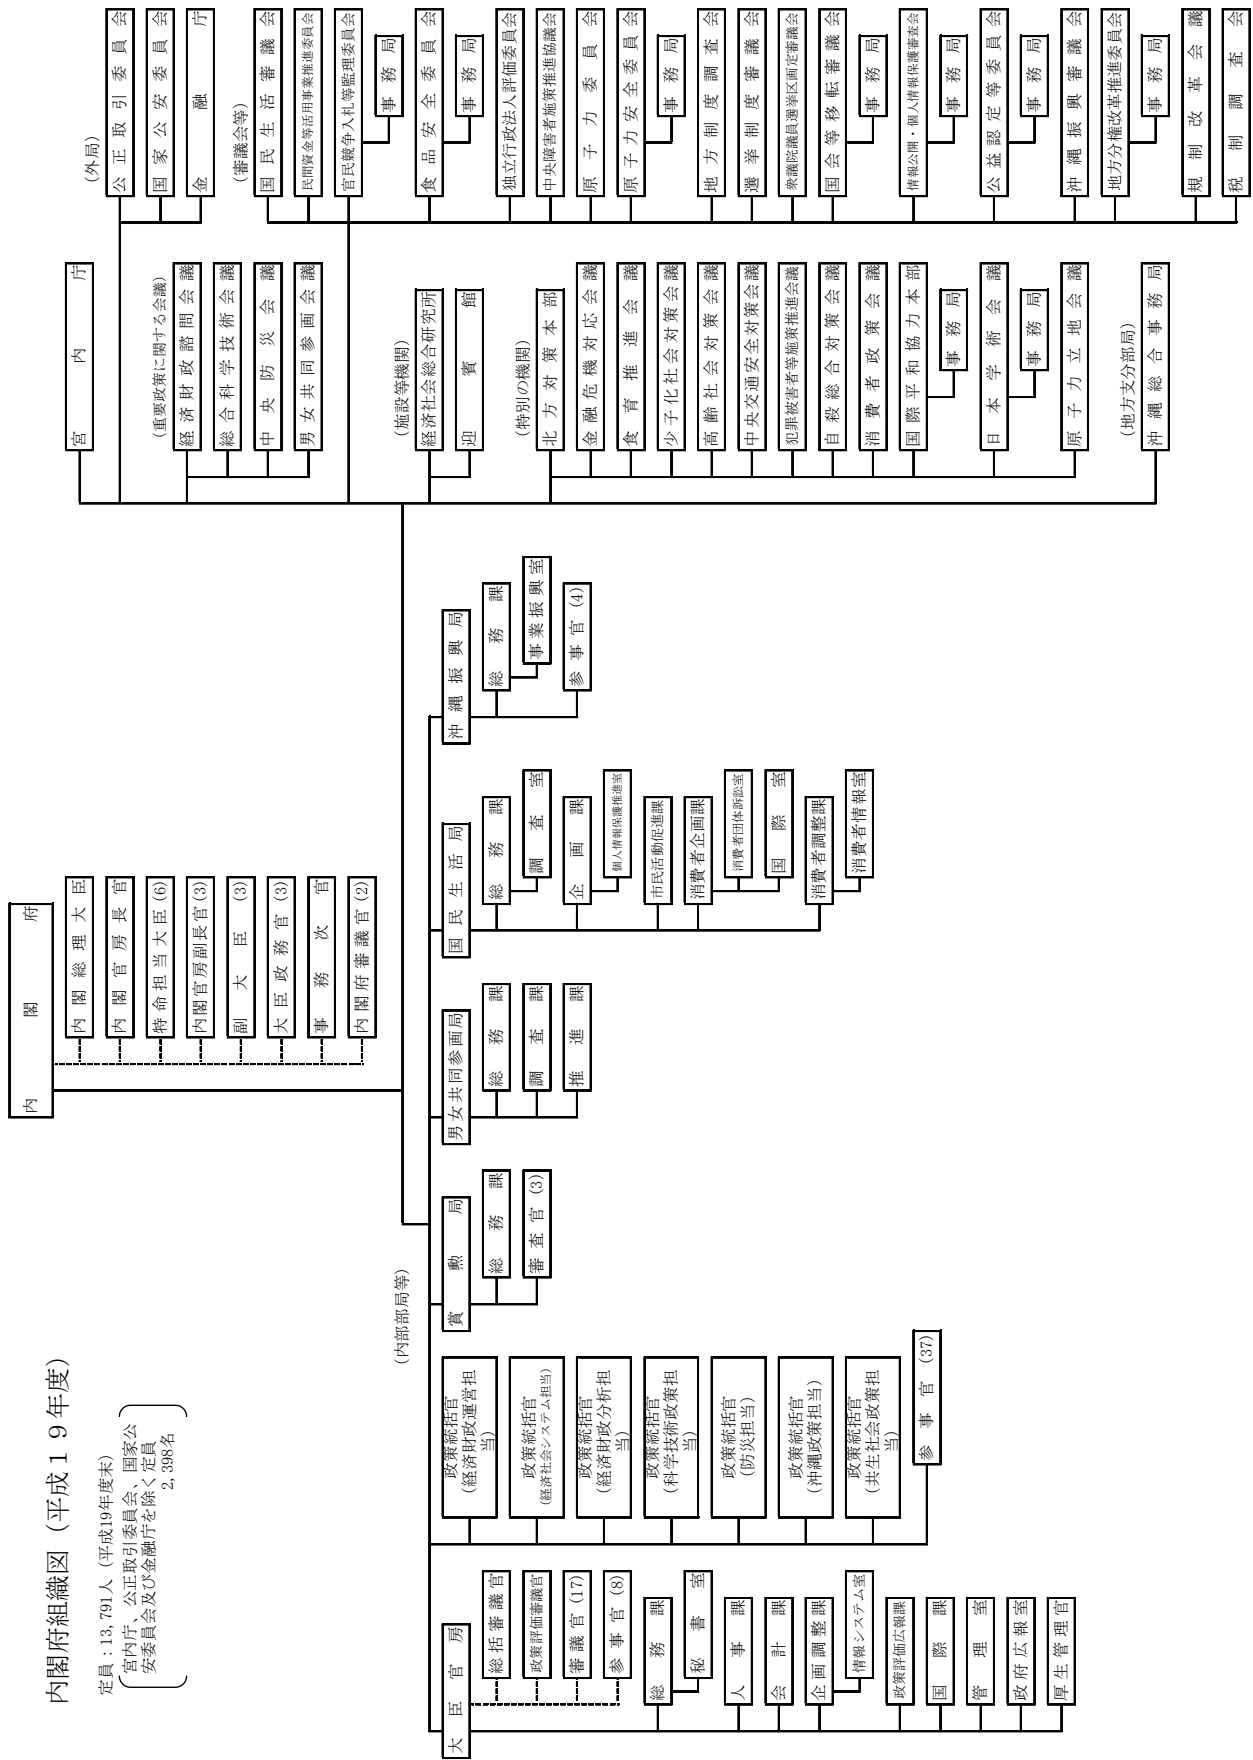 内閣府組織図（平成１９年度）
定員：13,791人（平成19年度末）
宮内庁、公正取引委員会、国家公
安委員会及び金融庁を除く定員
2,398名
内閣府
内閣総理大臣
内閣官房長官
特命担当大臣(6)
内閣官房副長官(3)
副大臣(3)
大臣政務官(3)
事務次官
内閣府審議官(2)
(内部部局等)
大臣官房
総括審議官
政策評価審議官
審議官(17)
参事官(8)
総務課
秘書室
人事課
会計課
企画調整課
情報システム室
政策評価広報課
国際課
管理室
政府広報室
厚生管理官
政策統括官
(経済財政運営担
当)
政策統括官
(経済社会システム担当)
政策統括官
(経済財政分析担
当)
政策統括官
(科学技術政策担
当)
政策統括官
(防災担当)
政策統括官
(沖縄政策担当)
政策統括官
(共生社会政策担
当)
参事官(37)
賞勲局
総務課
審査官(3)
男女共同参画局
総務課
調査課
推進課
国民生活局
総務課
調査室
企画課
個人情報保護推進室
市民活動促進課
消費者企画課
消費者団体訴訟室
国際室
消費者調整課
消費者情報室
沖縄振興局
総務課
事業振興室
参事官(4)
宮内庁
(重要政策に関する会議)
経済財政諮問会議
総合科学技術会議
中央防災会議
男女共同参画会議
(施設等機関)
経済社会総合研究所
迎賓館
(特別の機関)
北方対策本部
金融危機対応会議
食育推進会議
少子化社会対策会議
高齢社会対策会議
中央交通安全対策会議
犯罪被害者等施策推進会議
自殺総合対策会議
消費者政策会議
国際平和協力本部
事務局
日本学術会議
事務局
原子力立地会議
(地方支分部局)
沖縄総合事務局
(外局)
公正取引委員会
国家公安委員会
金融庁
(審議会等)
国民生活審議会
民間資金等活用事業推進委員会
官民競争入札等監理委員会
事務局
食品安全委員会
事務局
独立行政法人評価委員会
中央障害者施策推進協議会
原子力委員会
原子力安全委員会
事務局
地方制度調査会
選挙制度審議会
衆議院議員選挙区画定審議会
国会等移転審議会
事務局
情報公開・個人情報保護審査会
事務局
公益認定等委員会
事務局
沖縄振興審議会
地方分権改革推進委員会
事務局
規制改革会議
税制調査会